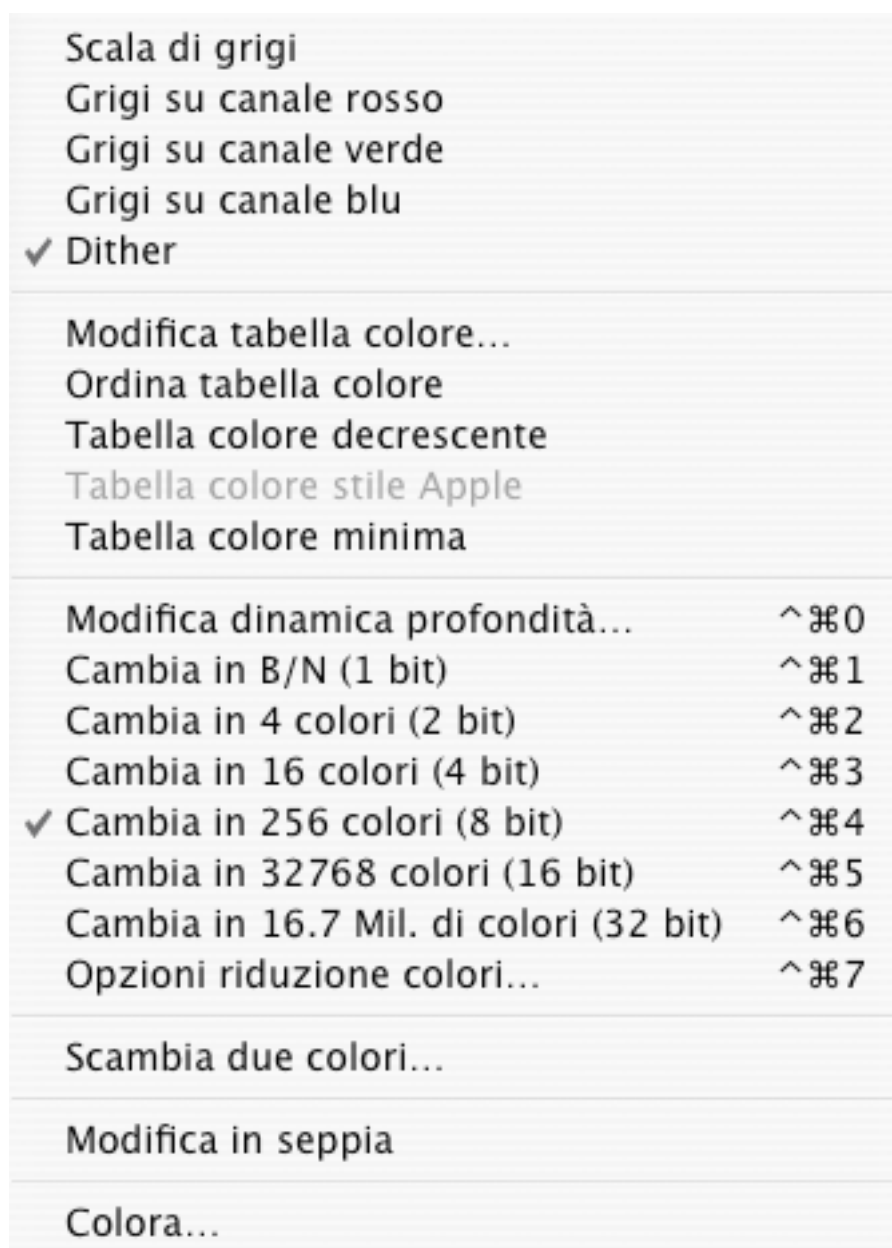 Scala di grigi
Grigi su canale rosso
Grigi su canale verde
Grigi su canale blu
✓ Dither
Modifica tabella colore...
Ordina tabella colore
Tabella colore decrescente
Tabella colore stile Apple
Tabella colore minima
Modifica dinamica profondità... ^⌘0
Cambia in B/N (1 bit) ^⌘1
Cambia in 4 colori (2 bit) ^⌘2
Cambia in 16 colori (4 bit) ^⌘3
✓ Cambia in 256 colori (8 bit) ^⌘4
Cambia in 32768 colori (16 bit) ^⌘5
Cambia in 16.7 Mil. di colori (32 bit) ^⌘6
Opzioni riduzione colori... ^⌘7
Scambia due colori...
Modifica in seppia
Colora...